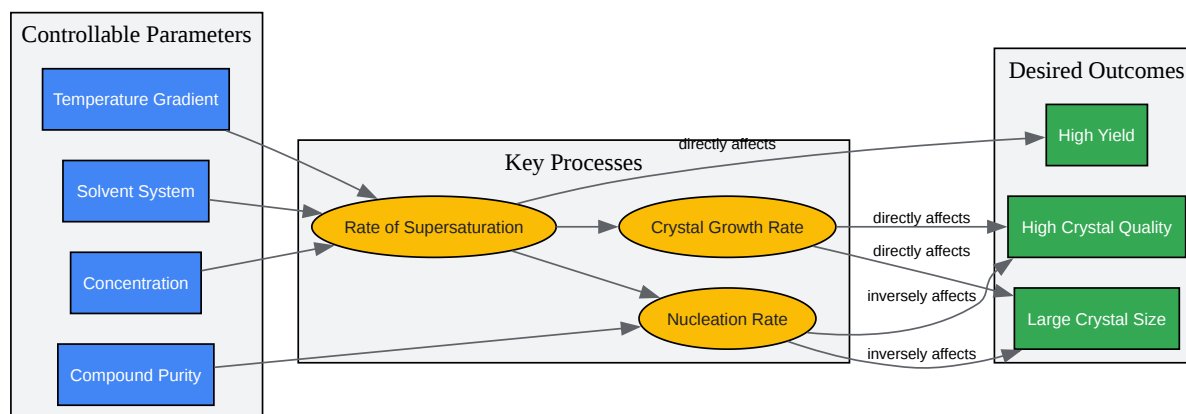 Controllable Parameters
Temperature Gradient
Solvent System
Concentration
Compound Purity
Key Processes
Rate of Supersaturation
Crystal Growth Rate
Nucleation Rate
directly affects
directly affects
directly affects
inversely affects
inversely affects
Desired Outcomes
High Yield
High Crystal Quality
Large Crystal Size